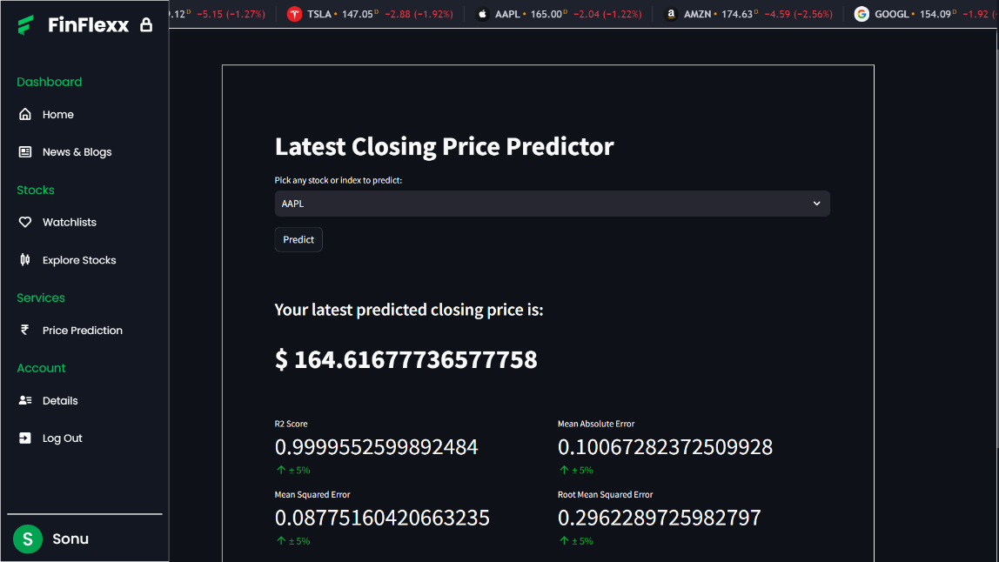 FinFlexx
.12 D −5.15 (−1.27%) TSLA • 147.05 D −2.88 (−1.92%) AAPL • 165.00 D −2.04 (−1.22%) AMZN • 174.63 D −4.59 (−2.56%) GOOGL • 154.09 D −1.92 (
Dashboard
Home
News & Blogs
Stocks
Watchlists
Explore Stocks
Services
₹ Price Prediction
Account
Details
Log Out
S Sonu
Latest Closing Price Predictor
Pick any stock or index to predict:
AAPL
Predict
Your latest predicted closing price is:
$ 164.61677736577758
R2 Score
0.9999552599892484
↑ ± 5%
Mean Absolute Error
0.10067282372509928
↑ ± 5%
Mean Squared Error
0.08775160420663235
↑ ± 5%
Root Mean Squared Error
0.2962289725982797
↑ ± 5%